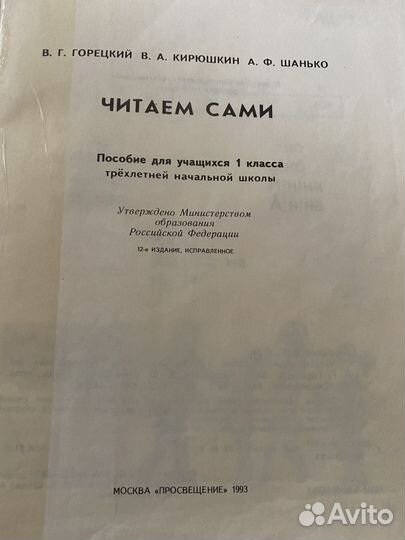 В. Г. ГОРЕЦКИЙ В. А. КИРЮШКИН А. Ф. ШАНЬКО
ЧИТАЕМ САМИ
Пособие для учащихся 1 класса
трёхлетней начальной школы
Утверждено Министерством
образования
Российской Федерации
12-е ИЗДАНИЕ, ИСПРАВЛЕННОЕ
МОСКВА «ПРОСВЕЩЕНИЕ» 1993
Avito